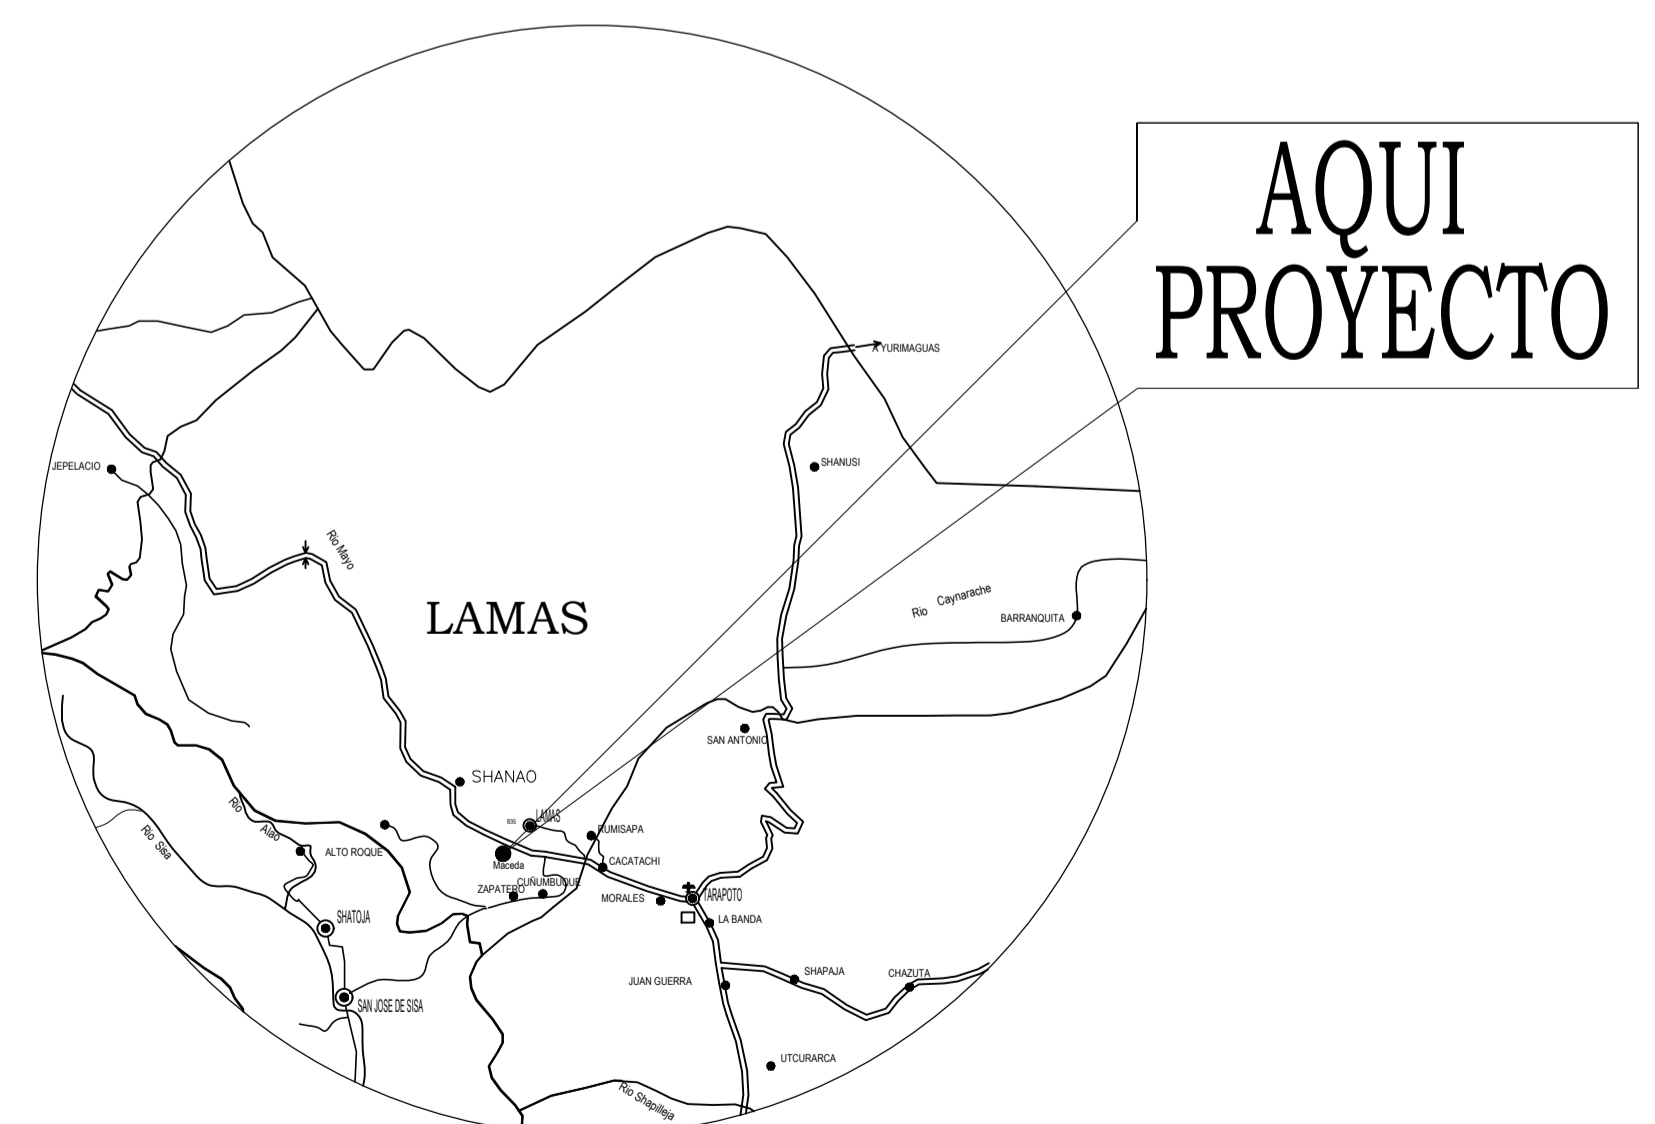 AQUI
PROYECTO
A YURIMAGUAS
JEPELACIO
SHANUSI
Rio Mayo
LAMAS
Rio Caynarache
BARRANQUITA
SAN ANTONIO
SHANAO
Rio Alao
Rio Sisa
835
LAMAS
RUMISAPA
ALTO ROQUE
Maceda
CACATACHI
ZAPATERO
CUÑUMBUQUE
MORALES
TARAPOTO
SHATOJA
LA BANDA
JUAN GUERRA
SHAPAJA
CHAZUTA
SAN JOSE DE SISA
UTCURARCA
Rio Shapilleja